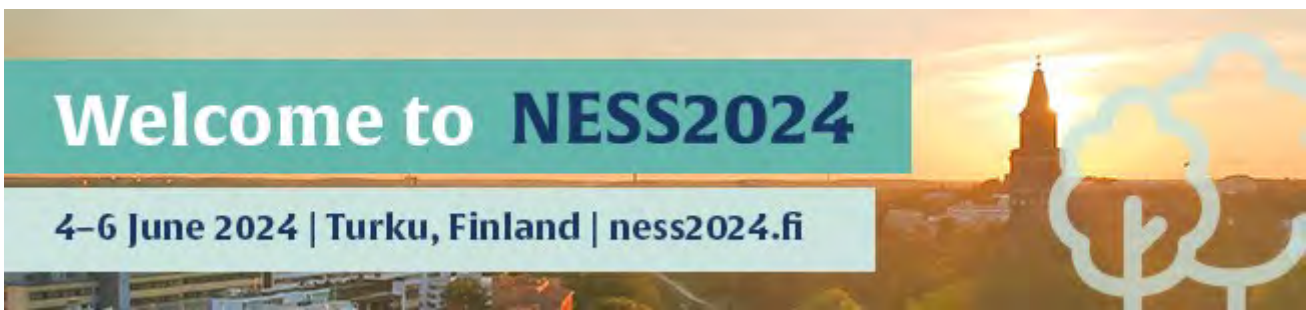 Welcome to NESS2024
4–6 June 2024 | Turku, Finland | ness2024.fi